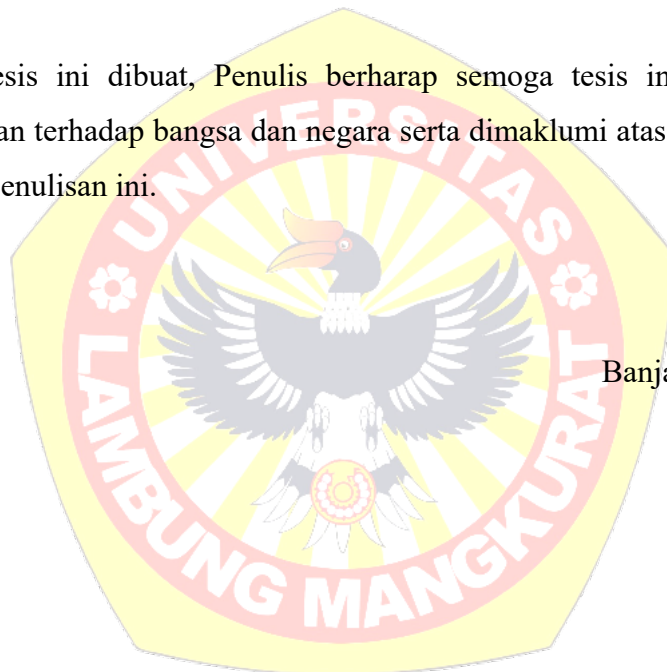 esis ini dibuat, Penulis berharap semoga tesis in
an terhadap bangsa dan negara serta dimaklumi atas
enulisan ini.
UNIVERSITAS
Banja
LAMBUNG MANGKURAT